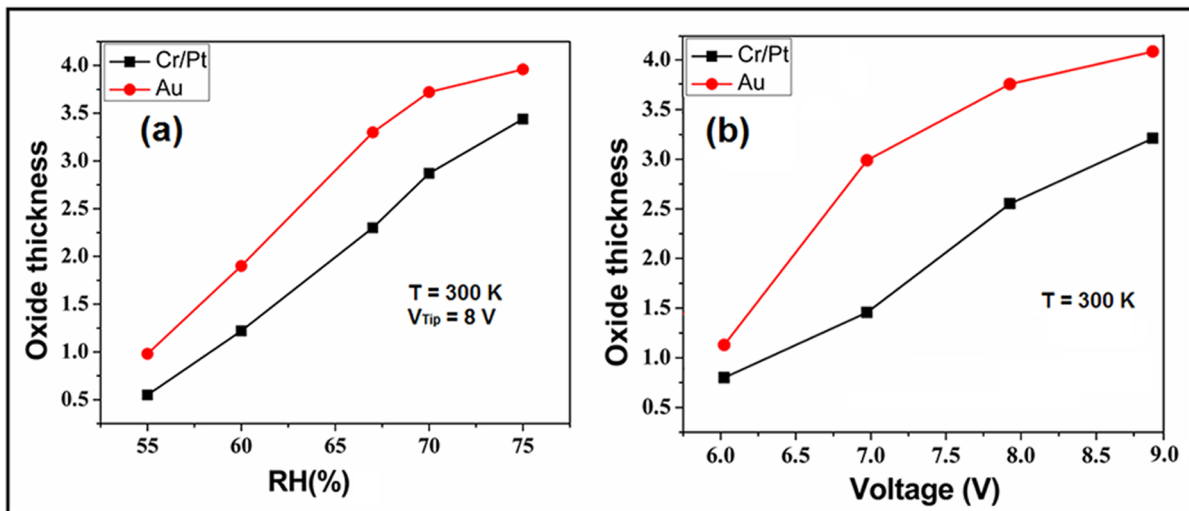 Cr/Pt
Au
(a)
4.0
3.5
3.0
2.5
2.0
1.5
1.0
0.5
Oxide thickness
T = 300 K
VTip = 8 V
55 60 65 70 75
RH(%)
Cr/Pt
Au
(b)
4.0
3.5
3.0
2.5
2.0
1.5
1.0
0.5
Oxide thickness
T = 300 K
6.0 6.5 7.0 7.5 8.0 8.5 9.0
Voltage (V)